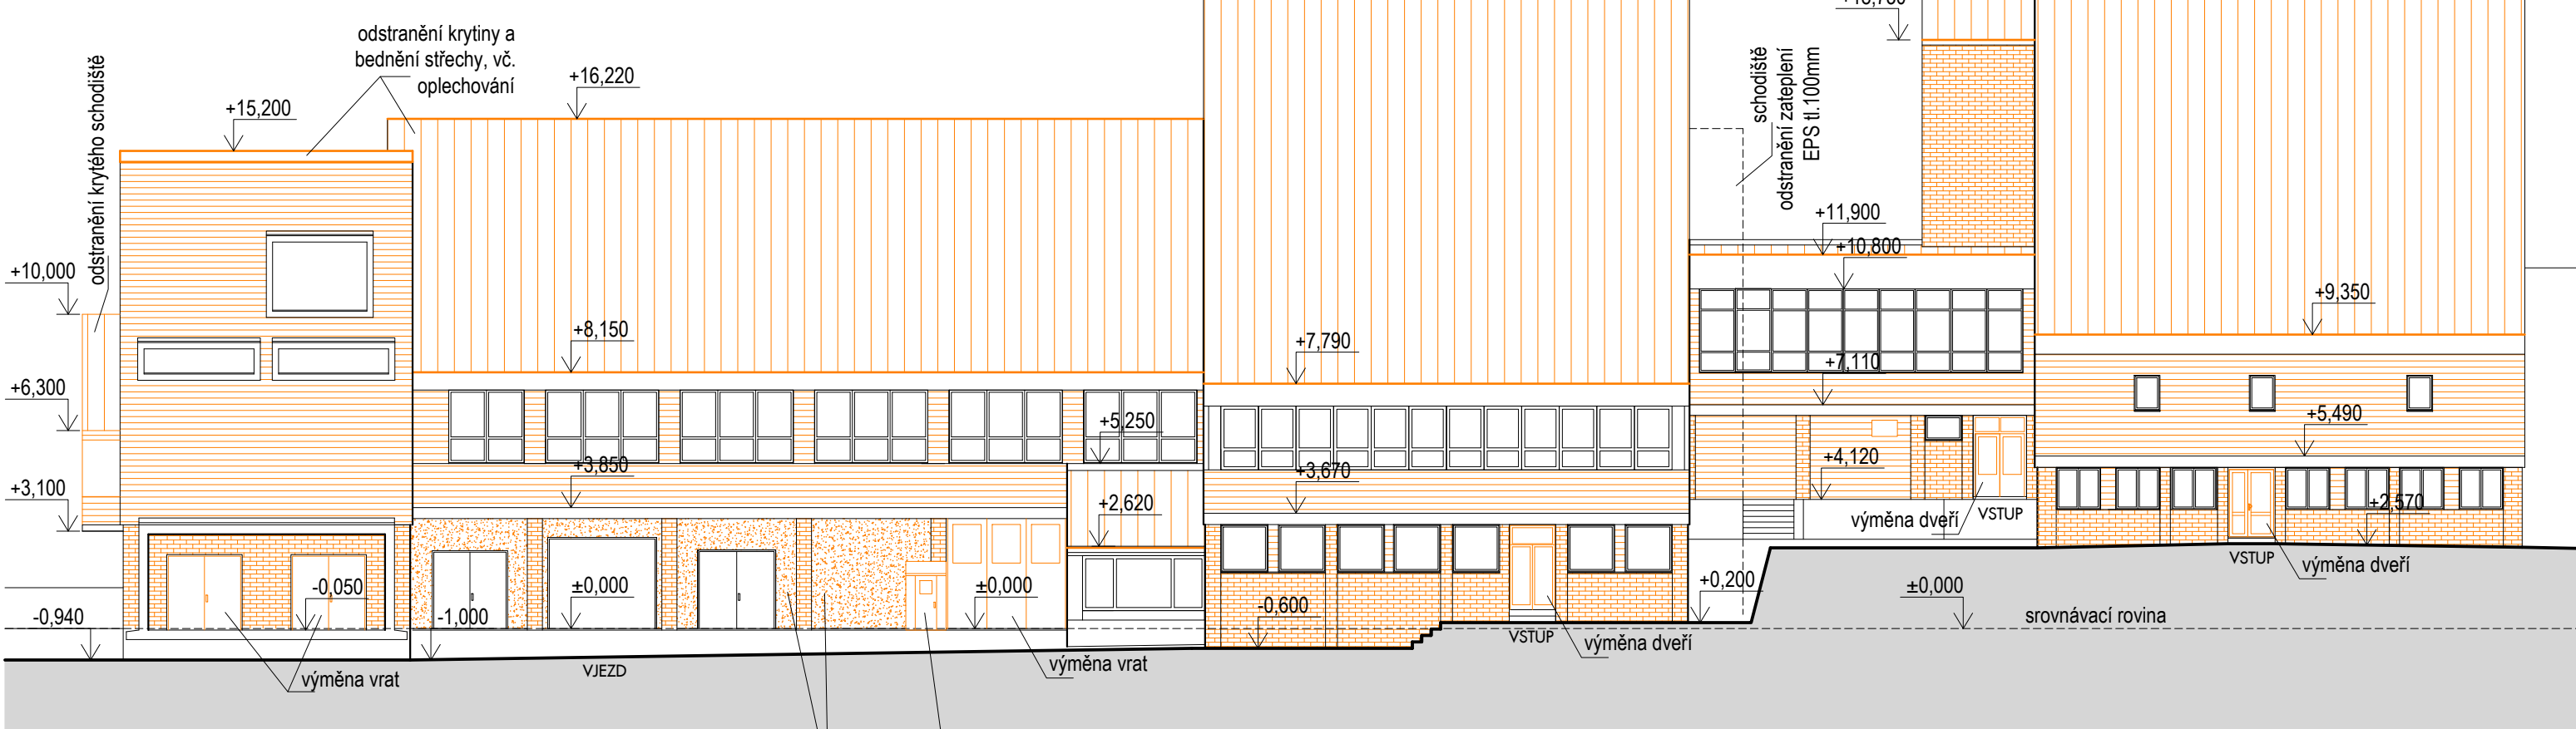 odstranění krytiny a
bednění střechy, vč.
oplechování
odstranění krytého schodiště
+15,200
+16,220
+10,000
+6,300
+3,100
-0,940
+8,150
+3,850
+5,250
+2,620
-0,050
-1,000
±0,000
±0,000
výměna vrat
VJEZD
výměna vrat
+7,790
+3,670
-0,600
VSTUP
výměna dveří
schodiště
odstranění zateplení
EPS tl.100mm
+11,900
+10,800
+7,110
+4,120
+0,200
výměna dveří
VSTUP
+9,350
+5,490
+2,570
VSTUP
výměna dveří
±0,000
srovnávací rovina